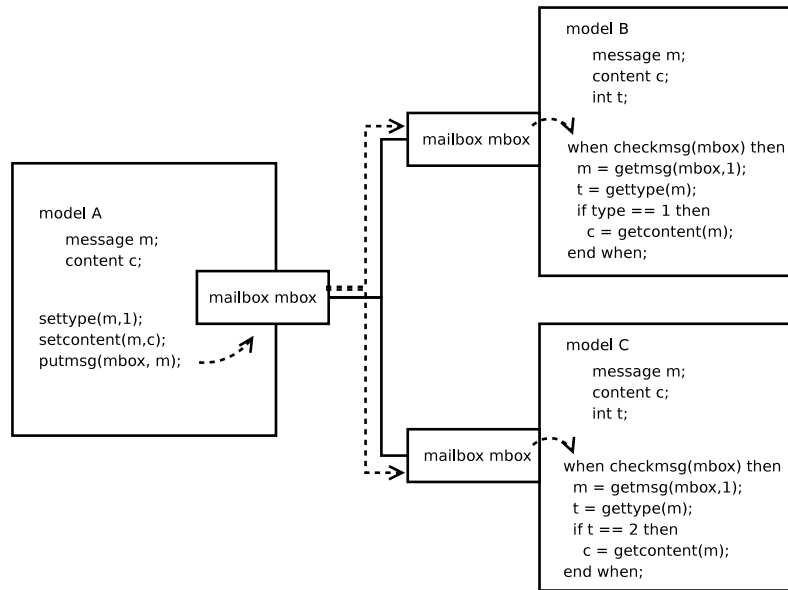 model A
message m;
content c;
settype(m,1);
setcontent(m,c);
putmsg(mbox, m);
mailbox mbox
mailbox mbox
model B
message m;
content c;
int t;
when checkmsg(mbox) then
m = getmsg(mbox,1);
t = gettype(m);
if type == 1 then
c = getcontent(m);
end when;
mailbox mbox
model C
message m;
content c;
int t;
when checkmsg(mbox) then
m = getmsg(mbox,1);
t = gettype(m);
if t == 2 then
c = getcontent(m);
end when;